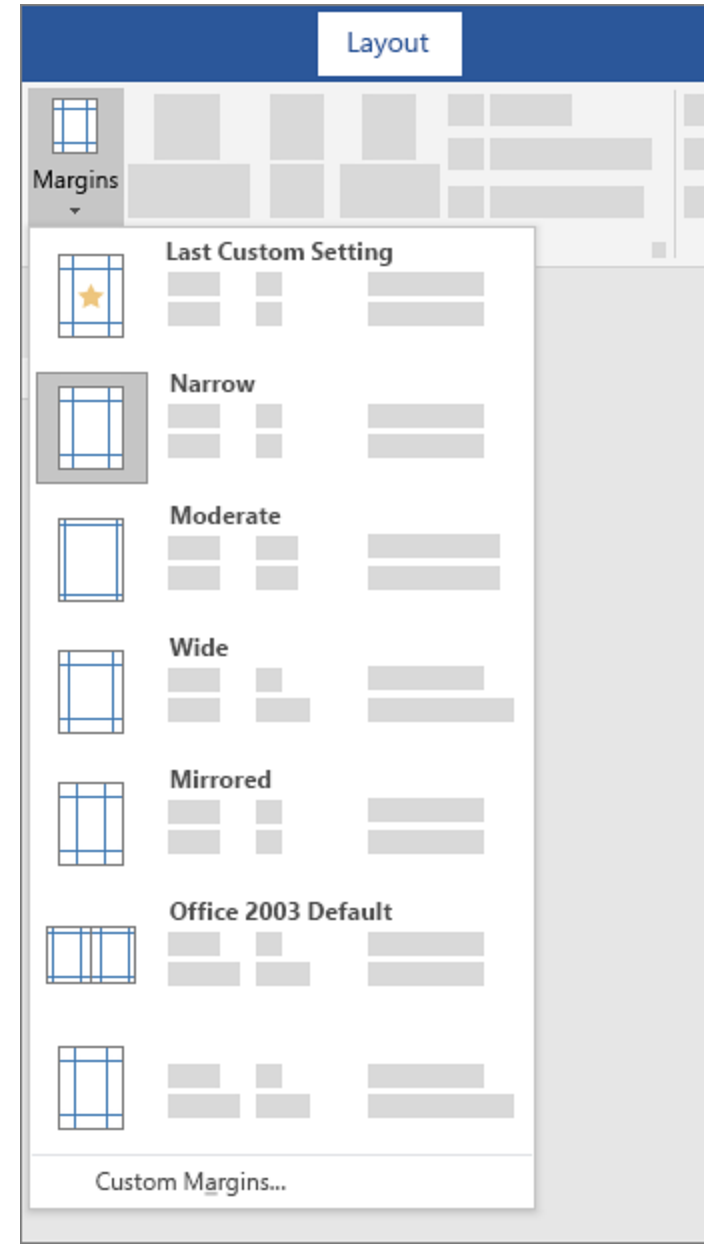 Layout
Margins
Last Custom Setting
Narrow
Moderate
Wide
Mirrored
Office 2003 Default
Custom Margins...